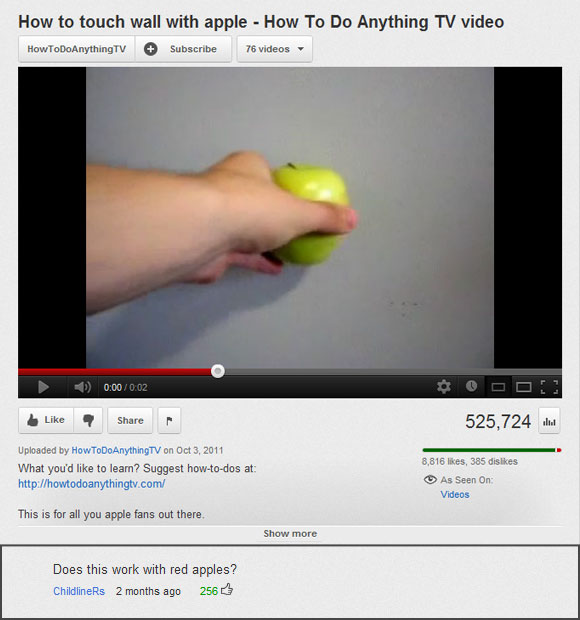 How to touch wall with apple - How To Do Anything TV video
HowToDoAnythingTV Subscribe 76 videos
0:00 / 0:02
Like Share 525,724
Uploaded by HowToDoAnythingTV on Oct 3, 2011
8,816 likes, 385 dislikes
What you'd like to learn? Suggest how-to-dos at:
As Seen On:
http://howtodoanythingtv.com/
Videos
This is for all you apple fans out there.
Show more
Does this work with red apples?
ChildlineRs 2 months ago 256